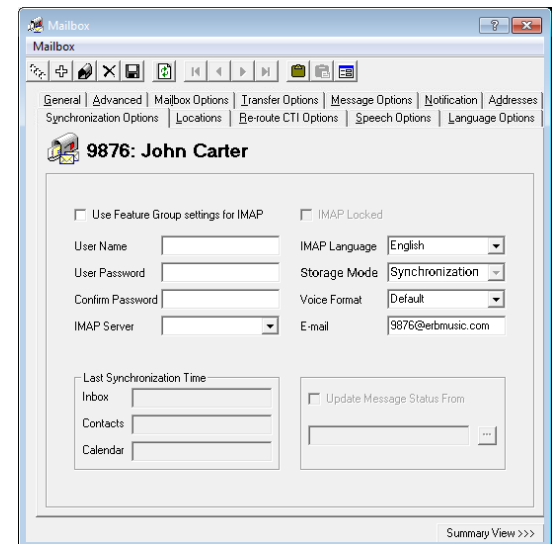 Mailbox
Mailbox
General Advanced Mailbox Options Transfer Options Message Options Notification Addresses
Synchronization Options Locations Re-route CTI Options Speech Options Language Options
9876: John Carter
Use Feature Group settings for IMAP IMAP Locked
User Name IMAP Language English
User Password Storage Mode Synchronization
Confirm Password Voice Format Default
IMAP Server E-mail 9876@erbmusic.com
Last Synchronization Time
Inbox Update Message Status From
Contacts ...
Calendar
Summary View >>>